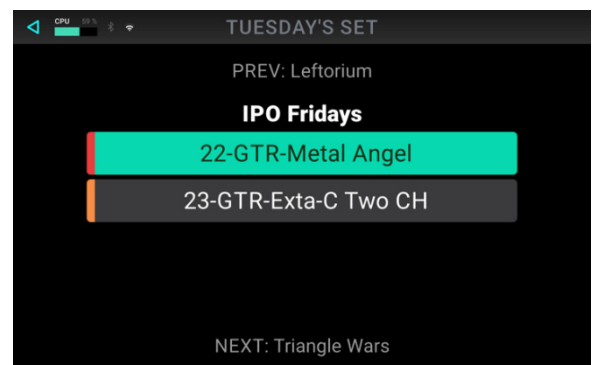 CPU 59 % TUESDAY'S SET
PREV: Leftorium
IPO Fridays
22-GTR-Metal Angel
23-GTR-Exta-C Two CH
NEXT: Triangle Wars